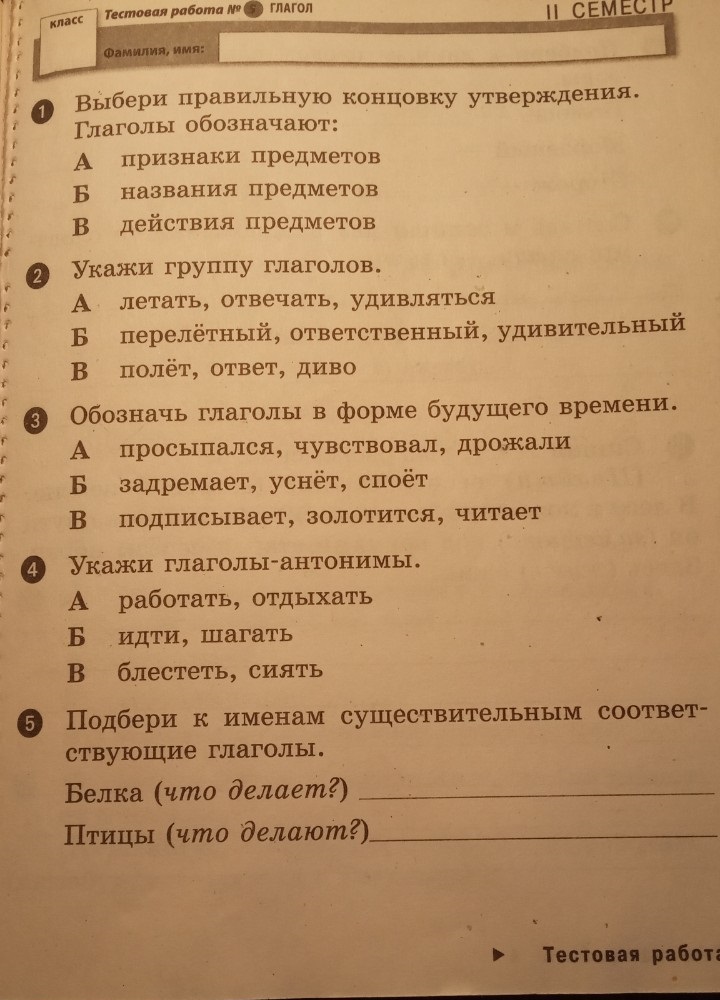 класс
Тестовая работа № 5 ГЛАГОЛ
II СЕМЕСТР
Фамилия, имя:
1 Выбери правильную концовку утверждения.
Глаголы обозначают:
А признаки предметов
Б названия предметов
В действия предметов
2 Укажи группу глаголов.
А летать, отвечать, удивляться
Б перелётный, ответственный, удивительный
В полёт, ответ, диво
3 Обозначь глаголы в форме будущего времени.
А просыпался, чувствовал, дрожали
Б задремает, уснёт, споёт
В подписывает, золотится, читает
4 Укажи глаголы-антонимы.
А работать, отдыхать
Б идти, шагать
В блестеть, сиять
5 Подбери к именам существительным соответ-
ствующие глаголы.
Белка (что делает?)
Птицы (что делают?)
Тестовая работа